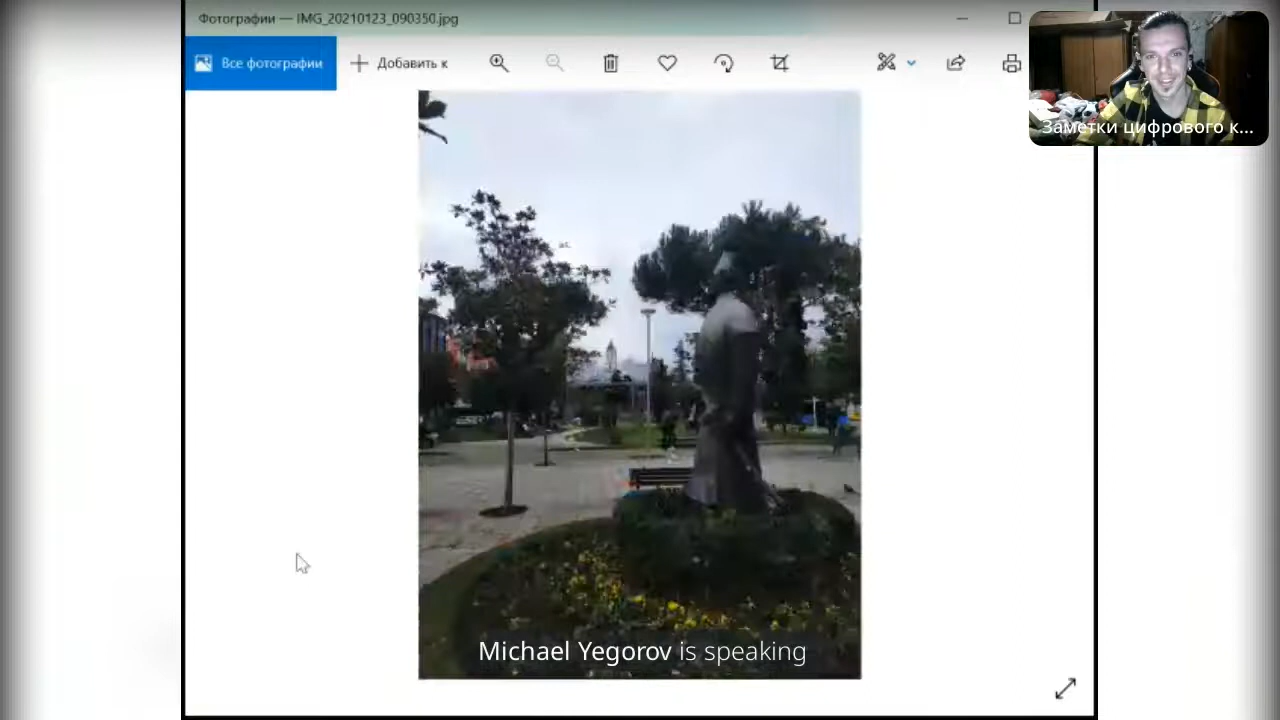 Фотографии — IMG_20210123_090350.jpg
Все фотографии
Добавить к
Заметки цифрового к...
Michael Yegorov is speaking